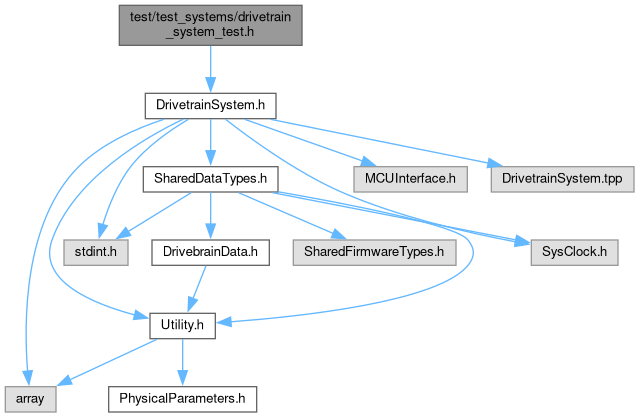 test/test_systems/drivetrain
_system_test.h
DrivetrainSystem.h
SharedDataTypes.h
MCUInterface.h
DrivetrainSystem.tpp
stdint.h
DrivebrainData.h
SharedFirmwareTypes.h
SysClock.h
Utility.h
array
PhysicalParameters.h